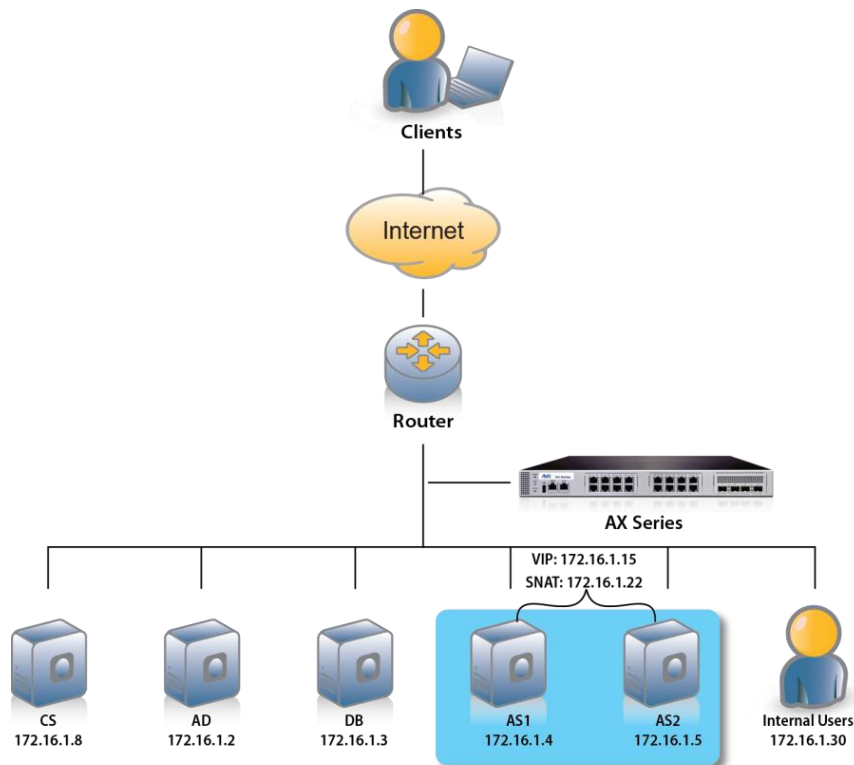 Clients
Internet
Router
AX Series
VIP: 172.16.1.15
SNAT: 172.16.1.22
CS
172.16.1.8
AD
172.16.1.2
DB
172.16.1.3
AS1
172.16.1.4
AS2
172.16.1.5
Internal Users
172.16.1.30